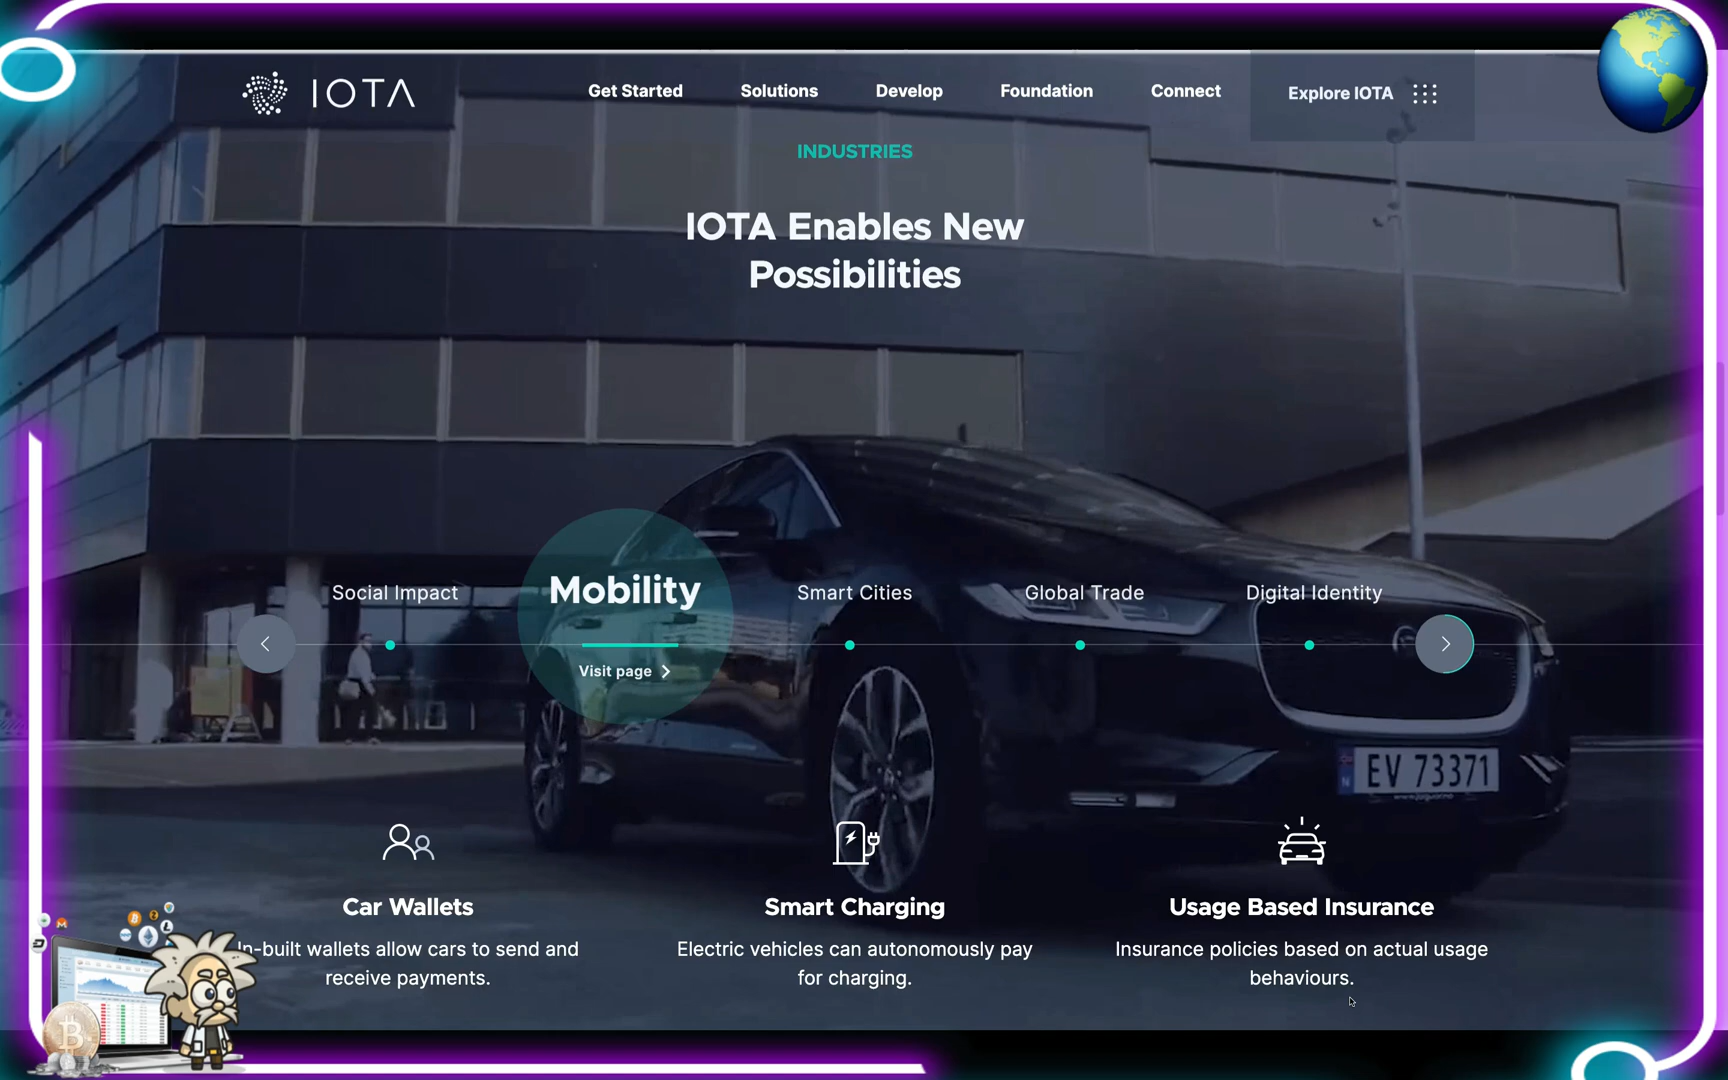 IOTA
Get Started
Solutions
Develop
Foundation
Connect
Explore IOTA
INDUSTRIES
IOTA Enables New
Possibilities
Social Impact
Mobility
Smart Cities
Global Trade
Digital Identity
Visit page
EV 73371
Car Wallets
Smart Charging
Usage Based Insurance
In-built wallets allow cars to send and
receive payments.
Electric vehicles can autonomously pay
for charging.
Insurance policies based on actual usage
behaviours.